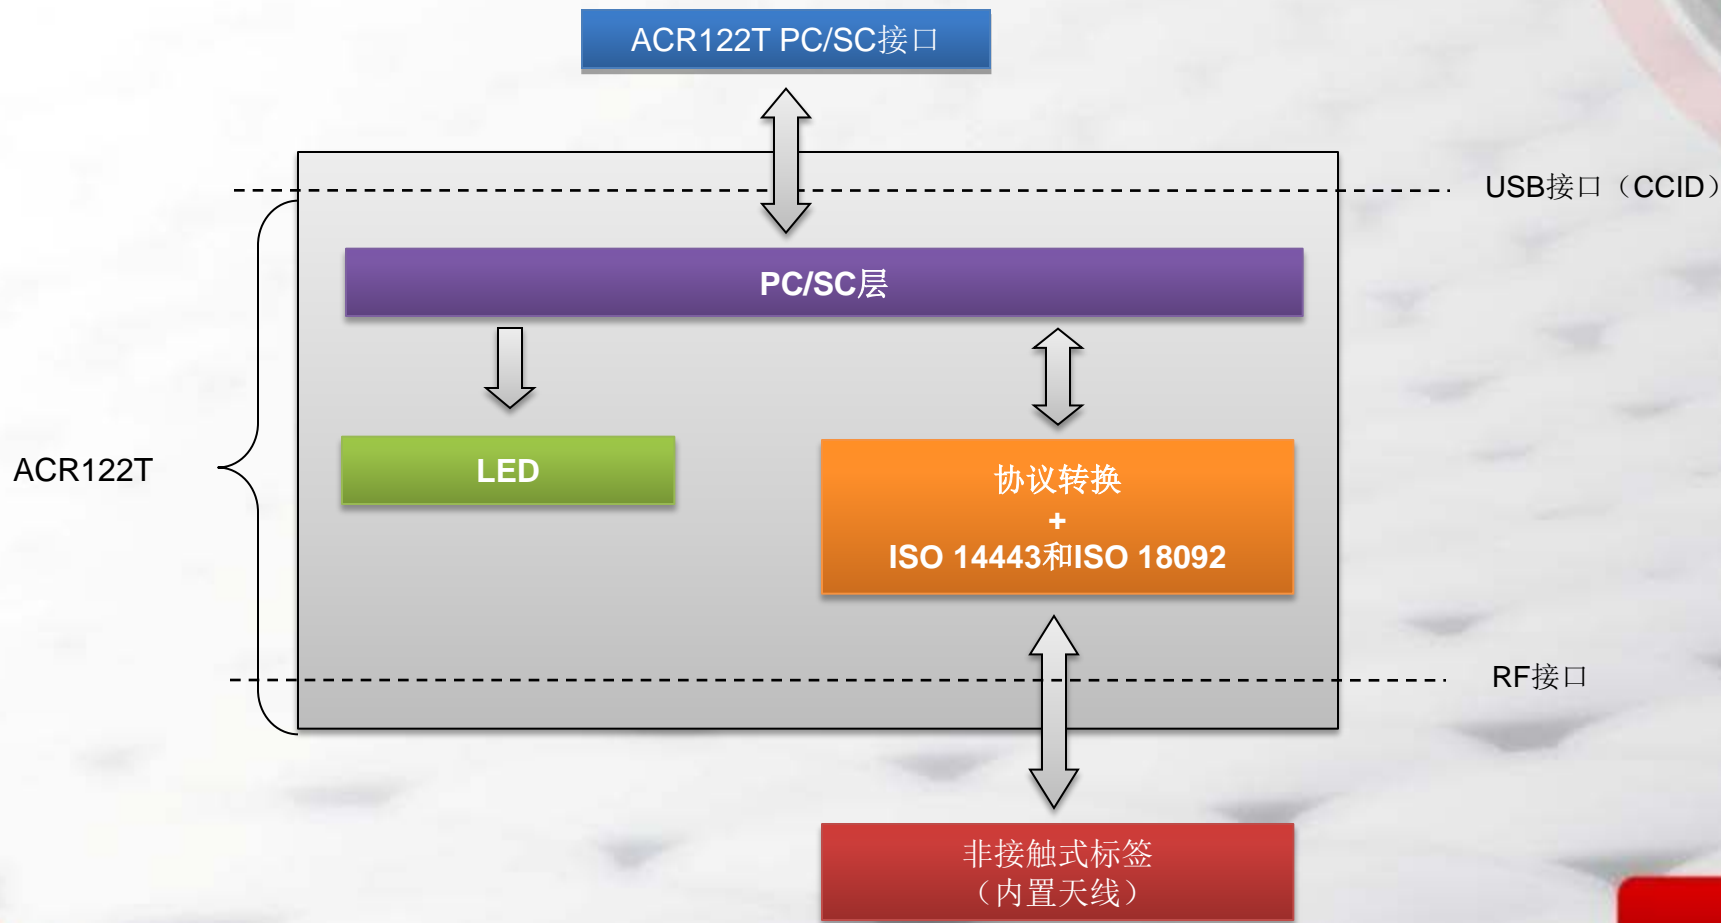 ACR122T PC/SC接口
USB接口（CCID）
PC/SC层
ACR122T
LED
协议转换
+
ISO 14443和ISO 18092
RF接口
非接触式标签
（内置天线）